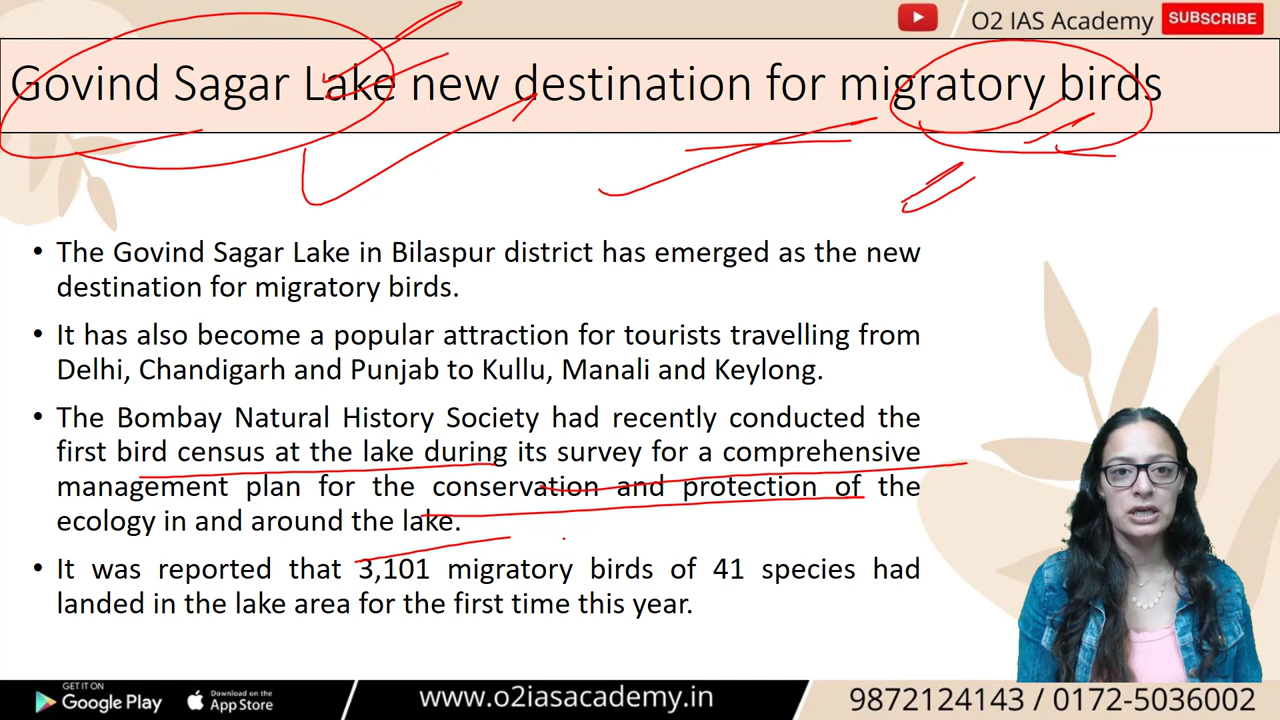 O2 IAS Academy SUBSCRIBE
Govind Sagar Lake new destination for migratory birds
• The Govind Sagar Lake in Bilaspur district has emerged as the new
destination for migratory birds.
• It has also become a popular attraction for tourists travelling from
Delhi, Chandigarh and Punjab to Kullu, Manali and Keylong.
• The Bombay Natural History Society had recently conducted the
first bird census at the lake during its survey for a comprehensive
management plan for the conservation and protection of the
ecology in and around the lake.
• It was reported that 3,101 migratory birds of 41 species had
landed in the lake area for the first time this year.
GET IT ON
Google Play
Download on the
App Store
www.o2iasacademy.in
9872124143 / 0172-5036002